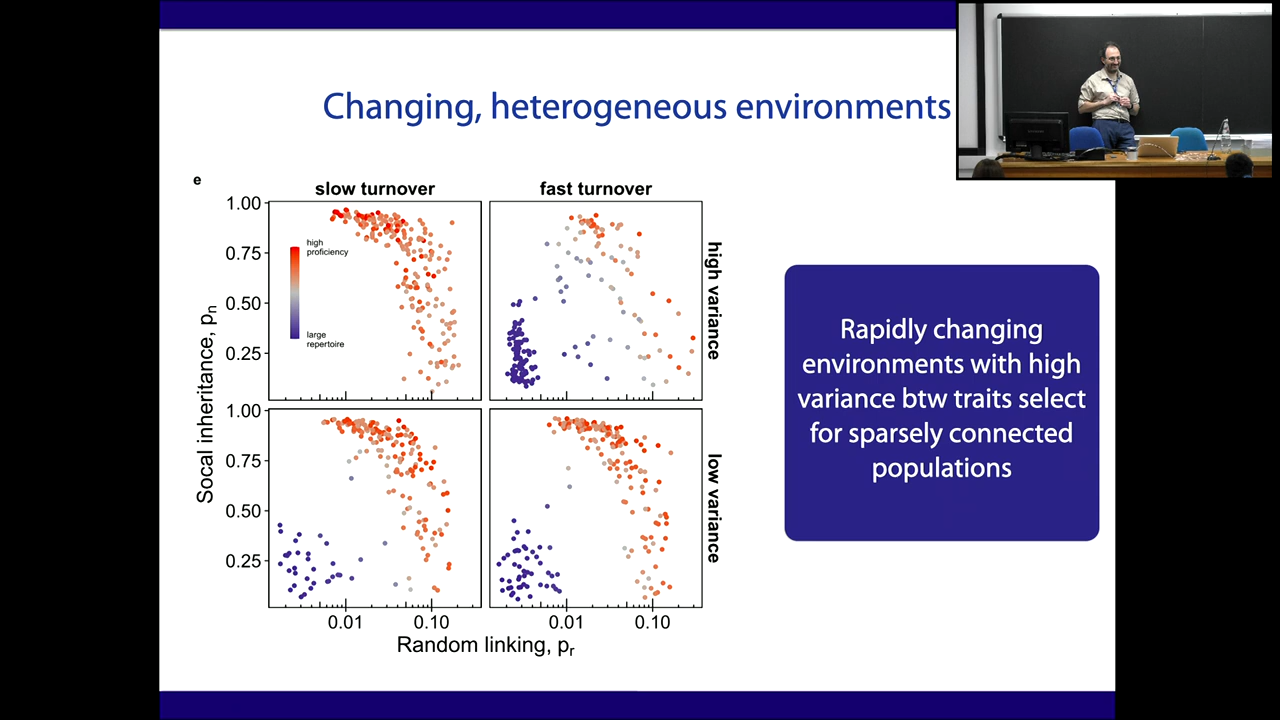 Changing, heterogeneous environments
e
slow turnover
fast turnover
1.00
0.75
0.50
0.25
high
proficiency
large
repertoire
high variance
1.00
0.75
0.50
0.25
low variance
Socal inheritance, pn
0.01
0.10
0.01
0.10
Random linking, pr
Rapidly changing
environments with high
variance btw traits select
for sparsely connected
populations